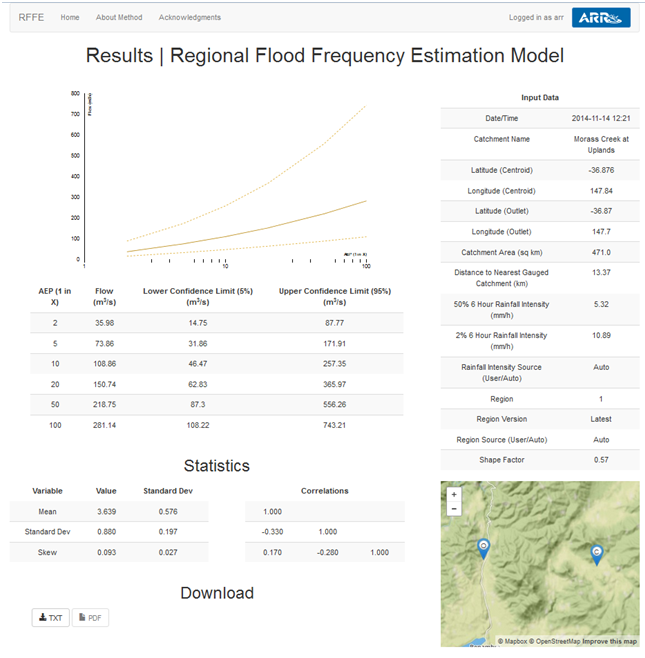 RFFE Home About Method Acknowledgments Logged in as arr ARR
Results | Regional Flood Frequency Estimation Model
800
700
600
500
400
300
200
100
0
Flow (m3/s)
1 10 100
AEP (1 in X)
AEP (1 in X) Flow (m³/s) Lower Confidence Limit (5%) (m³/s) Upper Confidence Limit (95%) (m³/s)
2 35.98 14.75 87.77
5 73.86 31.86 171.91
10 108.86 46.47 257.35
20 150.74 62.83 365.97
50 218.75 87.3 556.26
100 281.14 108.22 743.21
Statistics
Variable Value Standard Dev
Mean 3.639 0.576
Standard Dev 0.880 0.197
Skew 0.093 0.027
Correlations
1.000
-0.330 1.000
0.170 -0.280 1.000
Download
TXT PDF
Input Data
Date/Time 2014-11-14 12:21
Catchment Name Morass Creek at Uplands
Latitude (Centroid) -36.876
Longitude (Centroid) 147.84
Latitude (Outlet) -36.87
Longitude (Outlet) 147.7
Catchment Area (sq km) 471.0
Distance to Nearest Gauged Catchment (km) 13.37
50% 6 Hour Rainfall Intensity (mm/h) 5.32
2% 6 Hour Rainfall Intensity (mm/h) 10.89
Rainfall Intensity Source (User/Auto) Auto
Region 1
Region Version Latest
Region Source (User/Auto) Auto
Shape Factor 0.57
+
−
O C
© Mapbox © OpenStreetMap Improve this map